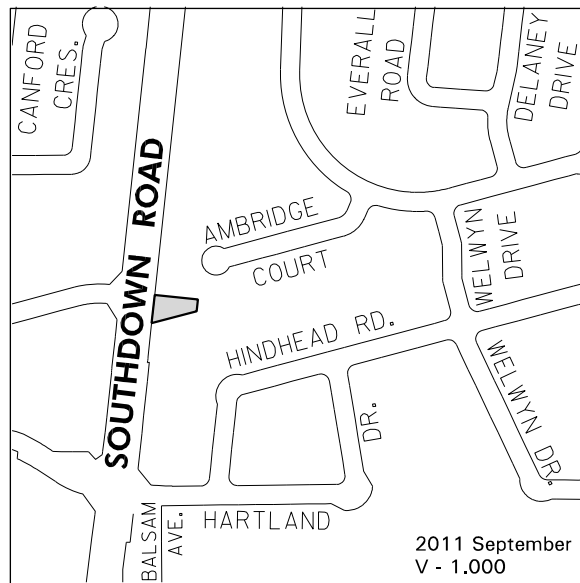 CANFORD
CRES.
EVERALL
ROAD
DELANEY
DRIVE
SOUTHDOWN ROAD
AMBRIDGE
COURT
WELWYN
DRIVE
HINDHEAD RD.
WELWYN DR.
DR.
HARTLAND
BALSAM
AVE.
2011 September
V - 1.000